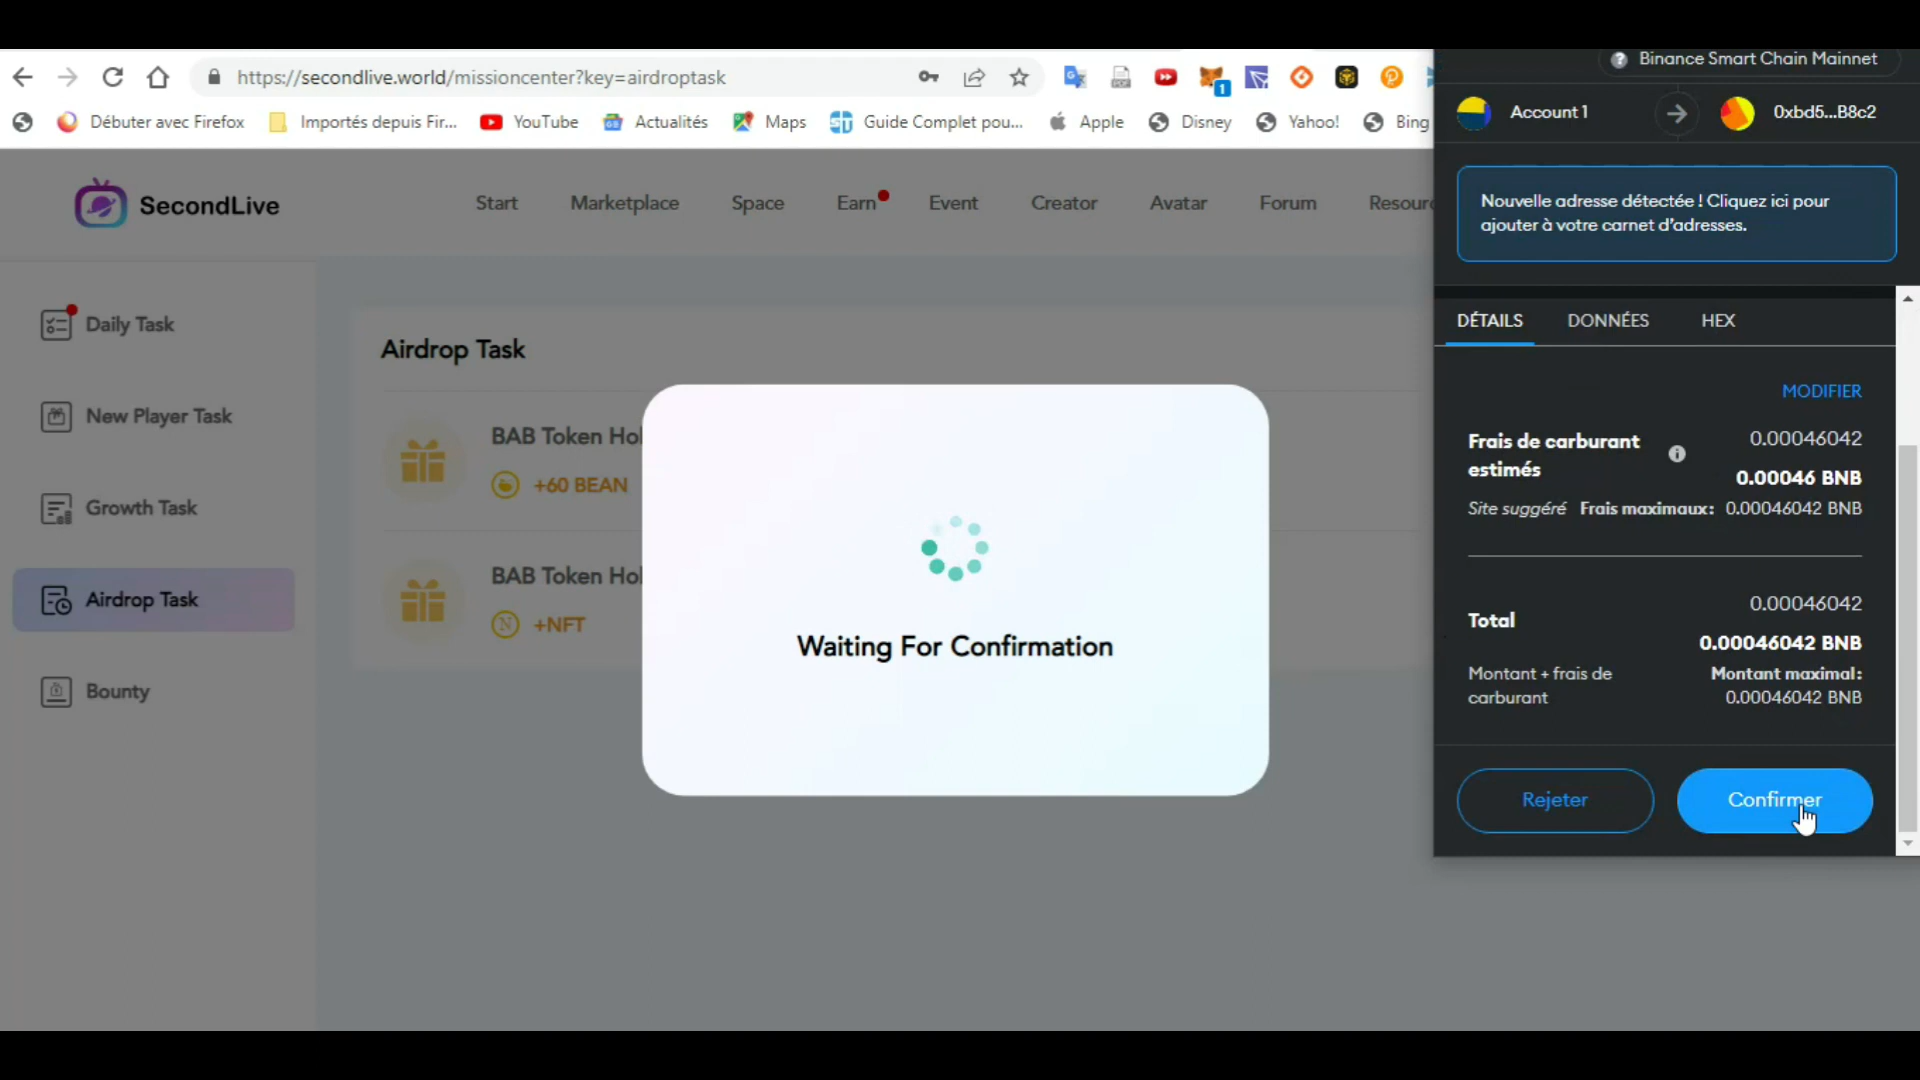 https://secondlive.world/missioncenter?key=airdroptask
1
Débuter avec Firefox
Importés depuis Fir...
YouTube
Actualités
Maps
Guide Complet pou...
Apple
Disney
Yahoo!
Bing
SecondLive
Start
Marketplace
Space
Earn
Event
Creator
Avatar
Forum
Daily Task
New Player Task
Growth Task
Airdrop Task
Bounty
Airdrop Task
BAB Token
+60 BEAN
BAB Token
+NFT
Waiting For Confirmation
Binance Smart Chain Mainnet
Account 1
0xbd5...B8c2
Nouvelle adresse détectée ! Cliquez ici pour
ajouter à votre carnet d’adresses.
DÉTAILS
DONNÉES
HEX
MODIFIER
Frais de carburant
estimés
0.00046042
0.00046 BNB
Site suggéré
Frais maximaux: 0.00046042 BNB
Total
0.00046042
0.00046042 BNB
Montant + frais de
carburant
Montant maximal:
0.00046042 BNB
Rejeter
Confirmer